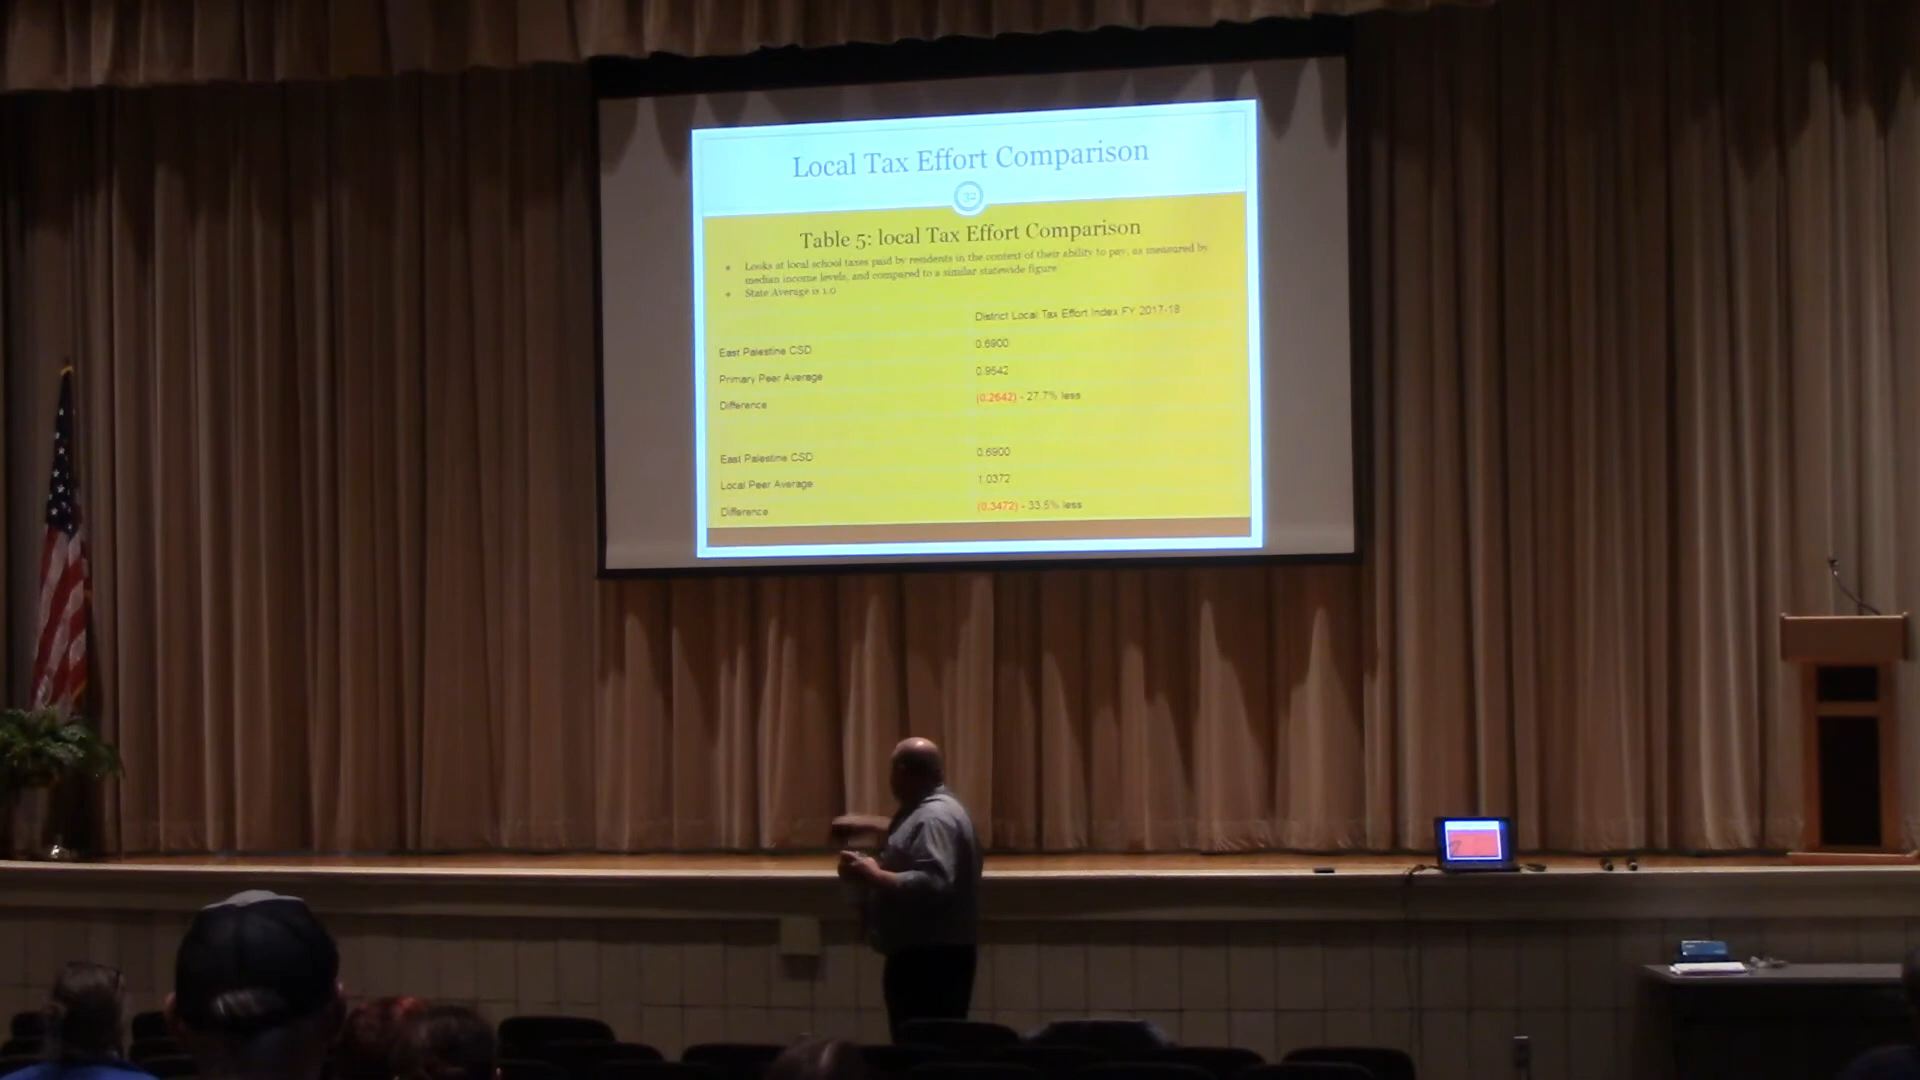 Local Tax Effort Comparison
32
Table 5: local Tax Effort Comparison
Looks at local school taxes paid by residents in the context of their ability to pay, as measured by
median income levels, and compared to a similar statewide figure
State Average is 1.0
District Local Tax Effort Index FY 2017-18
East Palestine CSD 0.6900
Primary Peer Average 0.9542
Difference (0.2642) - 27.7% less
East Palestine CSD 0.6900
Local Peer Average 1.0372
Difference (0.3472) - 33.5% less